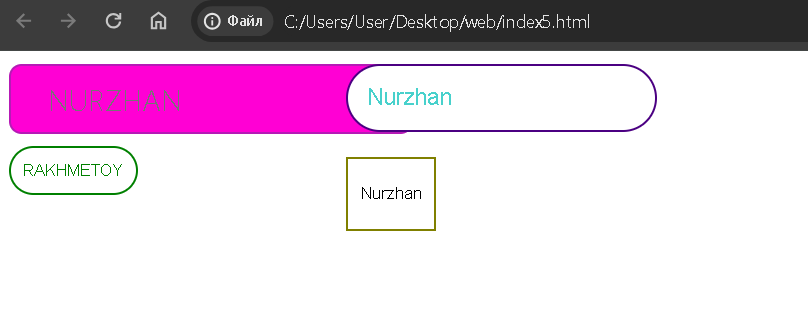 Файл C:/Users/User/Desktop/web/index5.html
NURZHAN Nurzhan
RAKHMETOY
Nurzhan